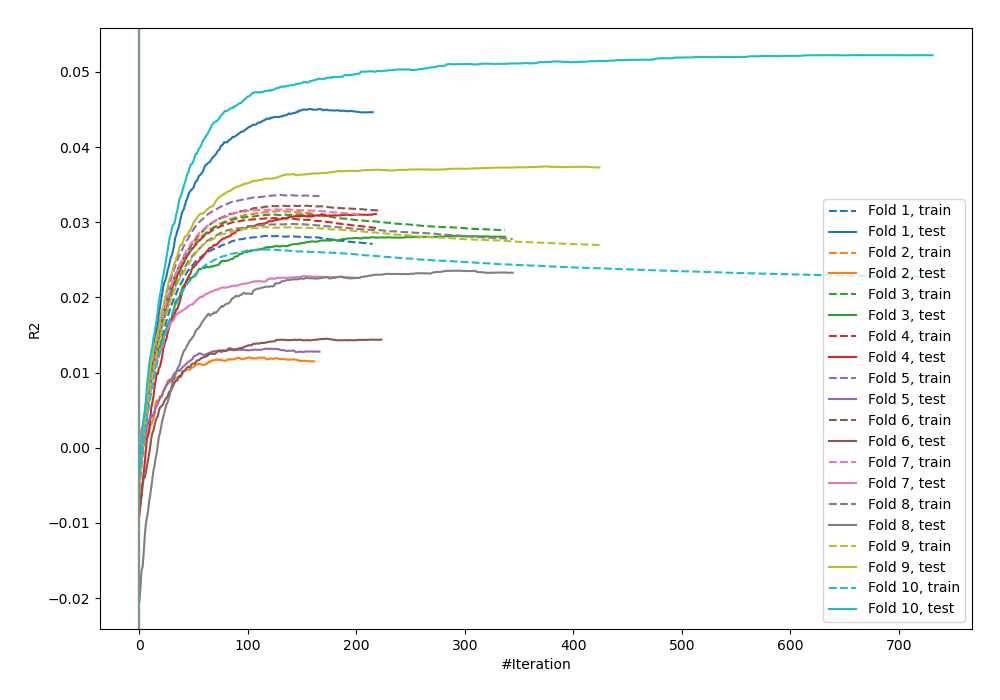 0.05
0.04
0.03
0.02
0.01
0.00
−0.01
−0.02
R2
0 100 200 300 400 500 600 700
#Iteration
Fold 1, train
Fold 1, test
Fold 2, train
Fold 2, test
Fold 3, train
Fold 3, test
Fold 4, train
Fold 4, test
Fold 5, train
Fold 5, test
Fold 6, train
Fold 6, test
Fold 7, train
Fold 7, test
Fold 8, train
Fold 8, test
Fold 9, train
Fold 9, test
Fold 10, train
Fold 10, test